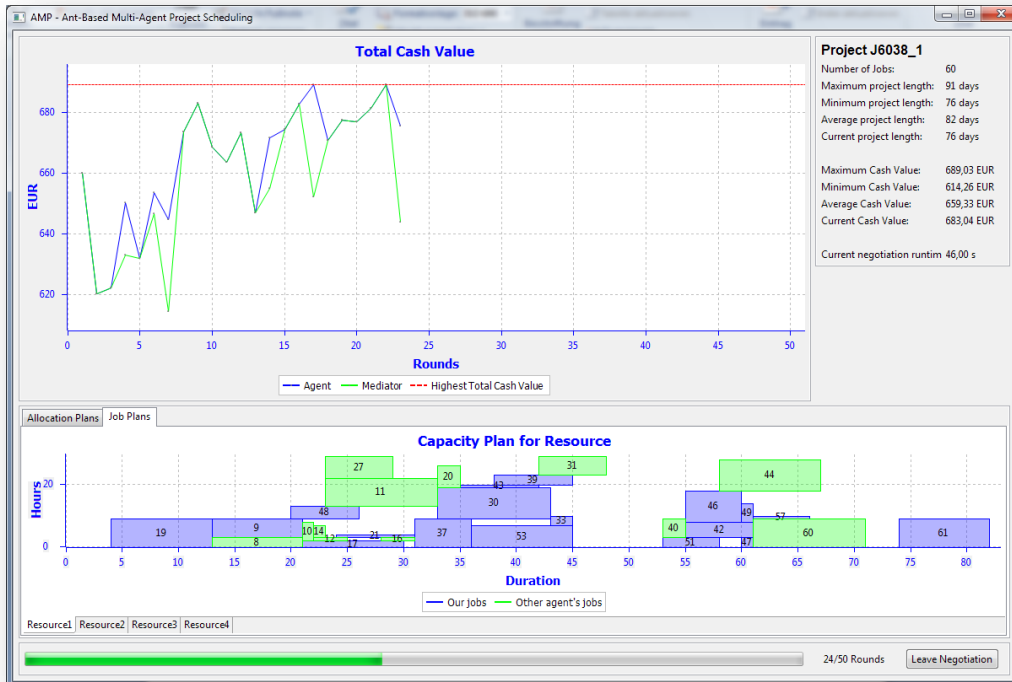 AMP - Ant-Based Multi-Agent Project Scheduling
Total Cash Value
EUR
680
660
640
620
0 5 10 15 20 25 30 35 40 45 50
Rounds
Agent Mediator Highest Total Cash Value
Project J6038_1
Number of Jobs: 60
Maximum project length: 91 days
Minimum project length: 76 days
Average project length: 82 days
Current project length: 76 days
Maximum Cash Value: 689,03 EUR
Minimum Cash Value: 614,26 EUR
Average Cash Value: 659,33 EUR
Current Cash Value: 683,04 EUR
Current negotiation runtim 46,00 s
Allocation Plans Job Plans
Capacity Plan for Resource
Hours
20
0
27 20 31 44
11 43 39
48 30 46 49 57
19 9 10 14 21 37 33 40 42 60 61
8 12 17 16 53 51 47
0 5 10 15 20 25 30 35 40 45 50 55 60 65 70 75 80
Duration
Our jobs Other agent's jobs
Resource1 Resource2 Resource3 Resource4
24/50 Rounds Leave Negotiation